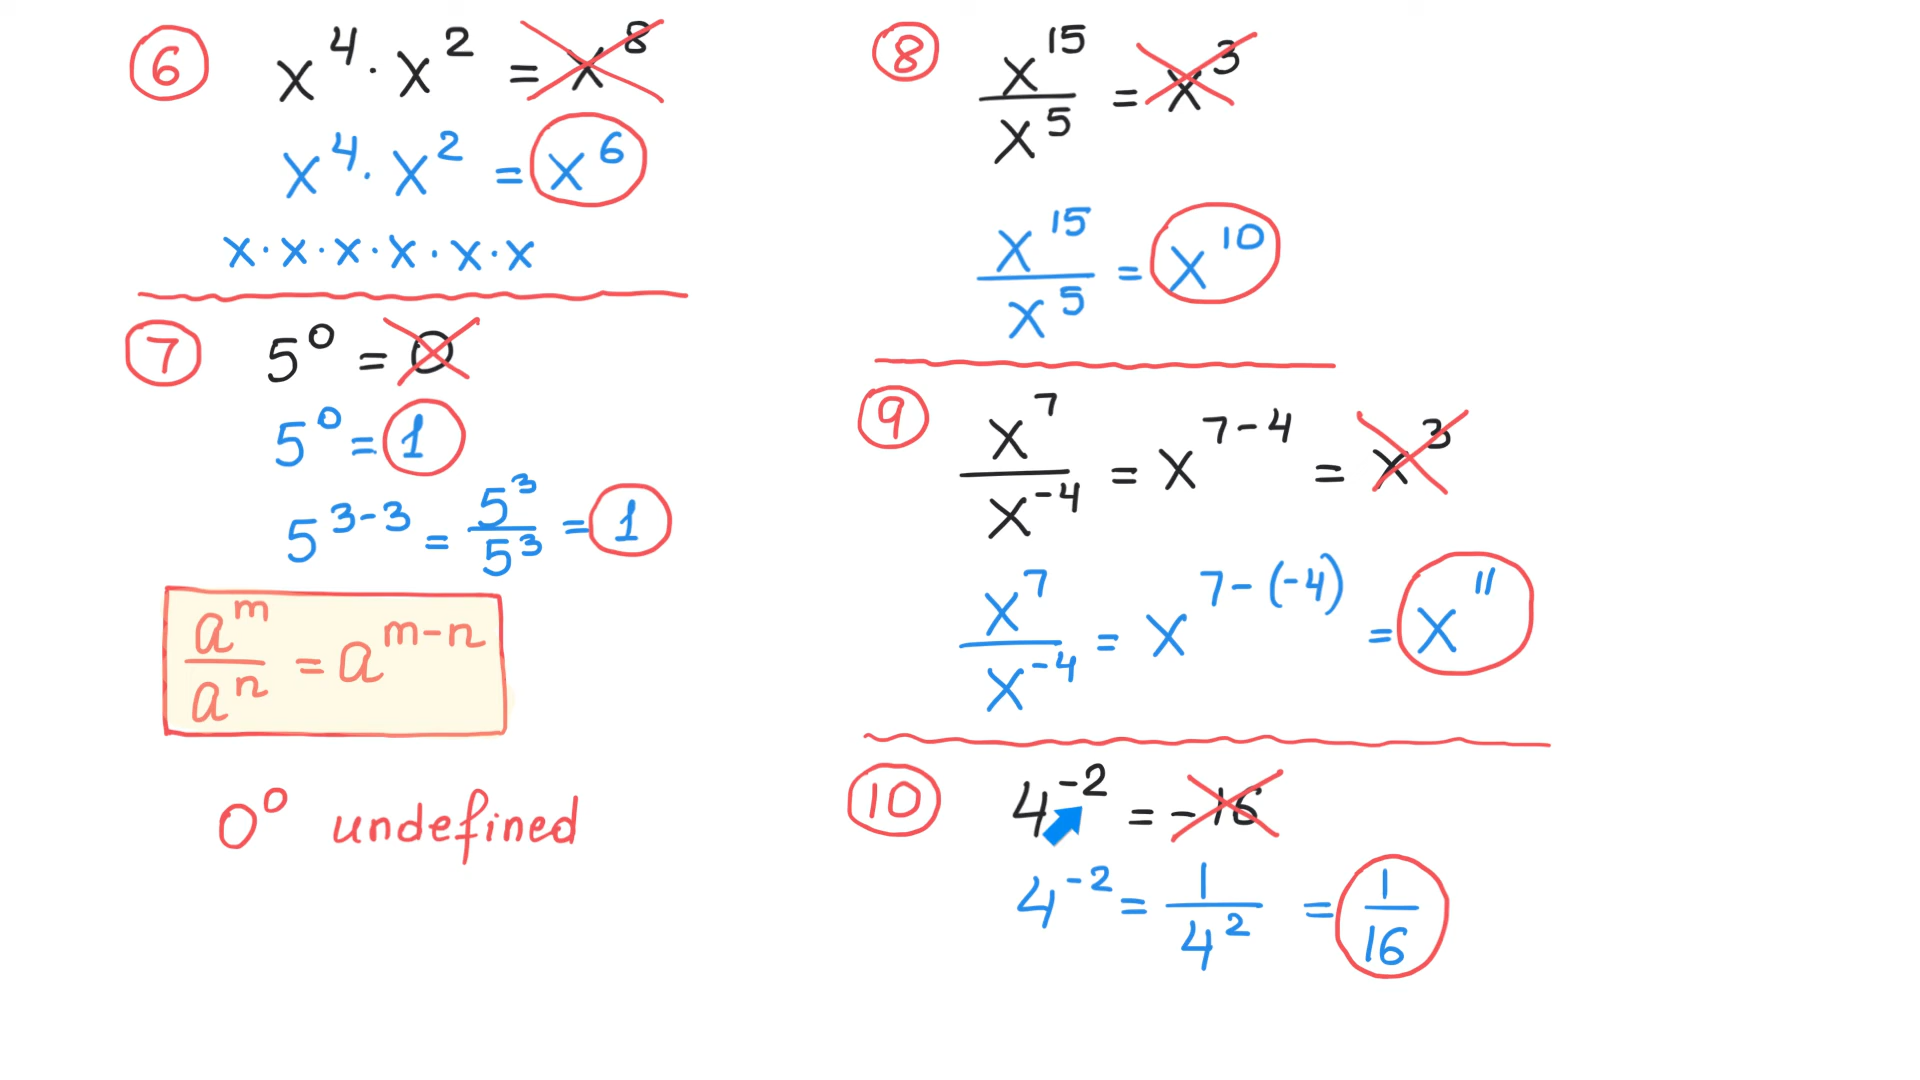 6 x⁴ · x² = x⁸
x⁴ · x² = x⁶
x · x · x · x · x · x
7 5⁰ = 0
5⁰ = 1
5³⁻³ = 5³/5³ = 1
aᵐ/aⁿ = aᵐ⁻ⁿ
0⁰ undefined
8 x¹⁵/x⁵ = x³
x¹⁵/x⁵ = x¹⁰
9 x⁷/x⁻⁴ = x⁷⁻⁴ = x³
x⁷/x⁻⁴ = x⁷⁻⁽⁻⁴⁾ = x¹¹
10 4⁻² = -16
4⁻² = 1/4² = 1/16